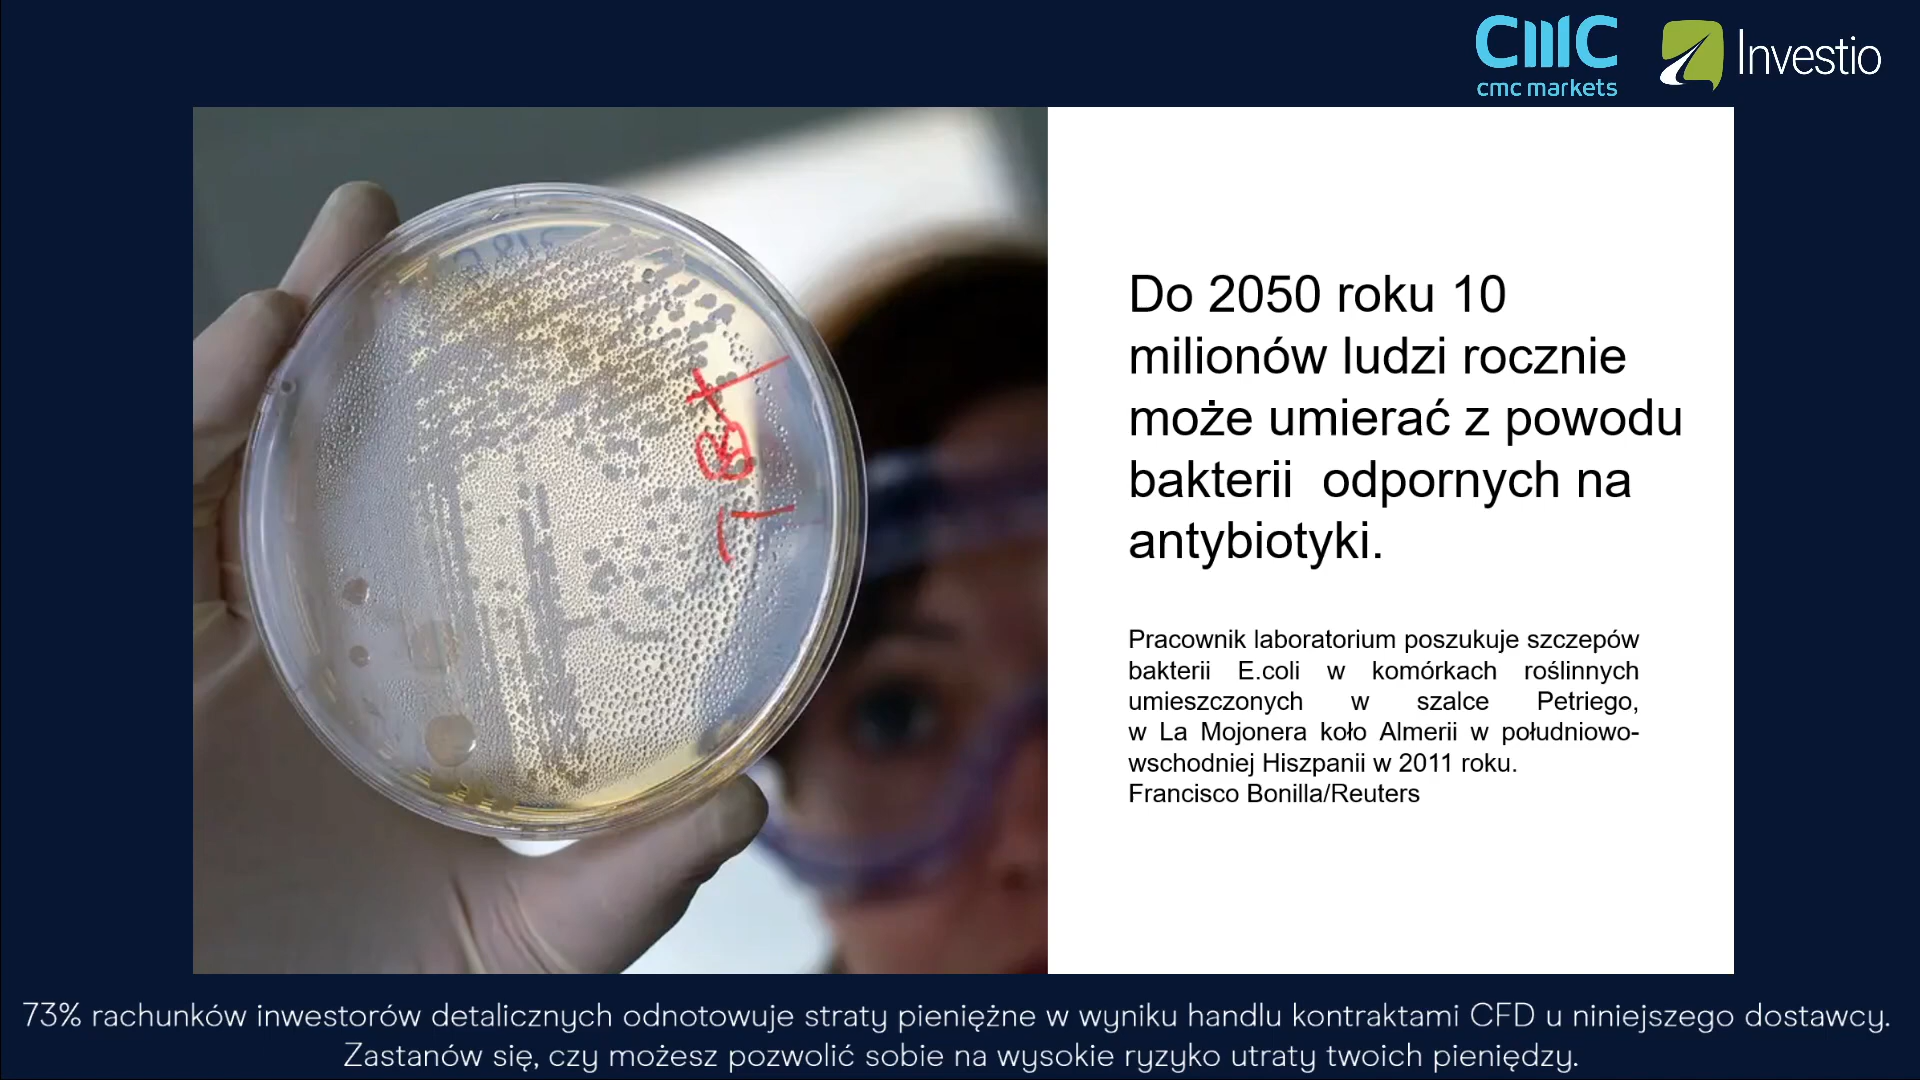 CMC
cmc markets
Investio
Do 2050 roku 10
milionów ludzi rocznie
może umierać z powodu
bakterii odpornych na
antybiotyki.
Pracownik laboratorium poszukuje szczepów
bakterii E.coli w komórkach roślinnych
umieszczonych w szalce Petriego,
w La Mojonera koło Almerii w południowo-
wschodniej Hiszpanii w 2011 roku.
Francisco Bonilla/Reuters
73% rachunków inwestorów detalicznych odnotowuje straty pieniężne w wyniku handlu kontraktami CFD u niniejszego dostawcy.
Zastanów się, czy możesz pozwolić sobie na wysokie ryzyko utraty twoich pieniędzy.